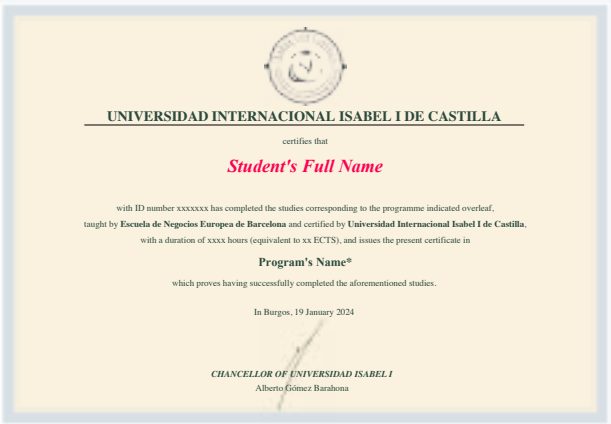 UNIVERSIDAD INTERNACIONAL ISABEL I DE CASTILLA
certifies that
Student's Full Name
with ID number xxxxxxx has completed the studies corresponding to the programme indicated overleaf,
taught by Escuela de Negocios Europea de Barcelona and certified by Universidad Internacional Isabel I de Castilla,
with a duration of xxxx hours (equivalent to xx ECTS), and issues the present certificate in
Program's Name*
which proves having successfully completed the aforementioned studies.
In Burgos, 19 January 2024
CHANCELLOR OF UNIVERSIDAD ISABEL I
Alberto Gómez Barahona